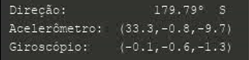 Direção: 179.79° S
Acelerômetro: (33.3,-0.8,-9.7)
Giroscópio: (-0.1,-0.6,-1.3)